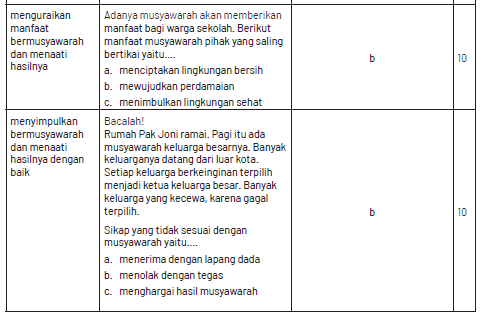 menguraikan
manfaat
bermusyawarah
dan menaati
hasilnya
Adanya musyawarah akan memberikan
manfaat bagi warga sekolah. Berikut
manfaat musyawarah pihak yang saling
bertikai yaitu....
a. menciptakan lingkungan bersih
b. mewujudkan perdamaian
c. menimbulkan lingkungan sehat
b
10
menyimpulkan
bermusyawarah
dan menaati
hasilnya dengan
baik
Bacalah!
Rumah Pak Joni ramai. Pagi itu ada
musyawarah keluarga besarnya. Banyak
keluarganya datang dari luar kota.
Setiap keluarga berkeinginan terpilih
menjadi ketua keluarga besar. Banyak
keluarga yang kecewa, karena gagal
terpilih.
Sikap yang tidak sesuai dengan
musyawarah yaitu....
a. menerima dengan lapang dada
b. menolak dengan tegas
c. menghargai hasil musyawarah
b
10